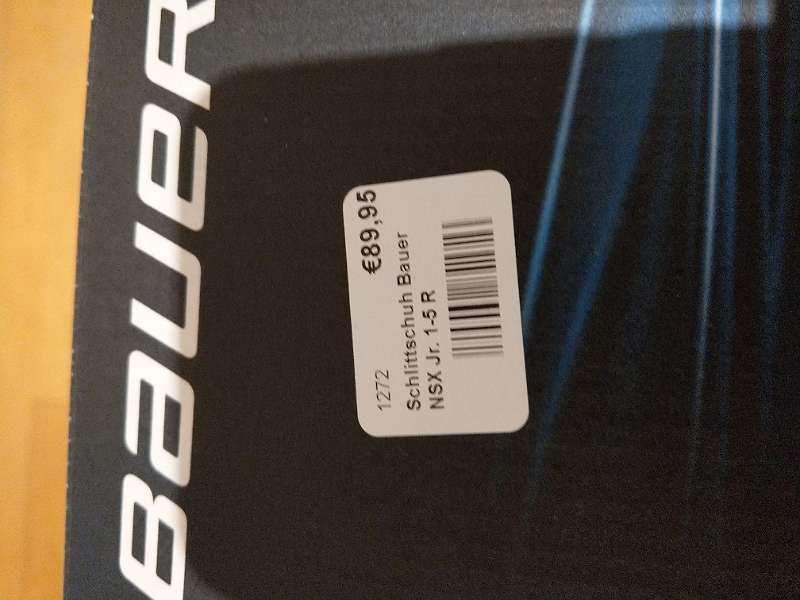 BAUER
1272
€89,95
Schlittschuh Bauer
NSX Jr. 1-5 R